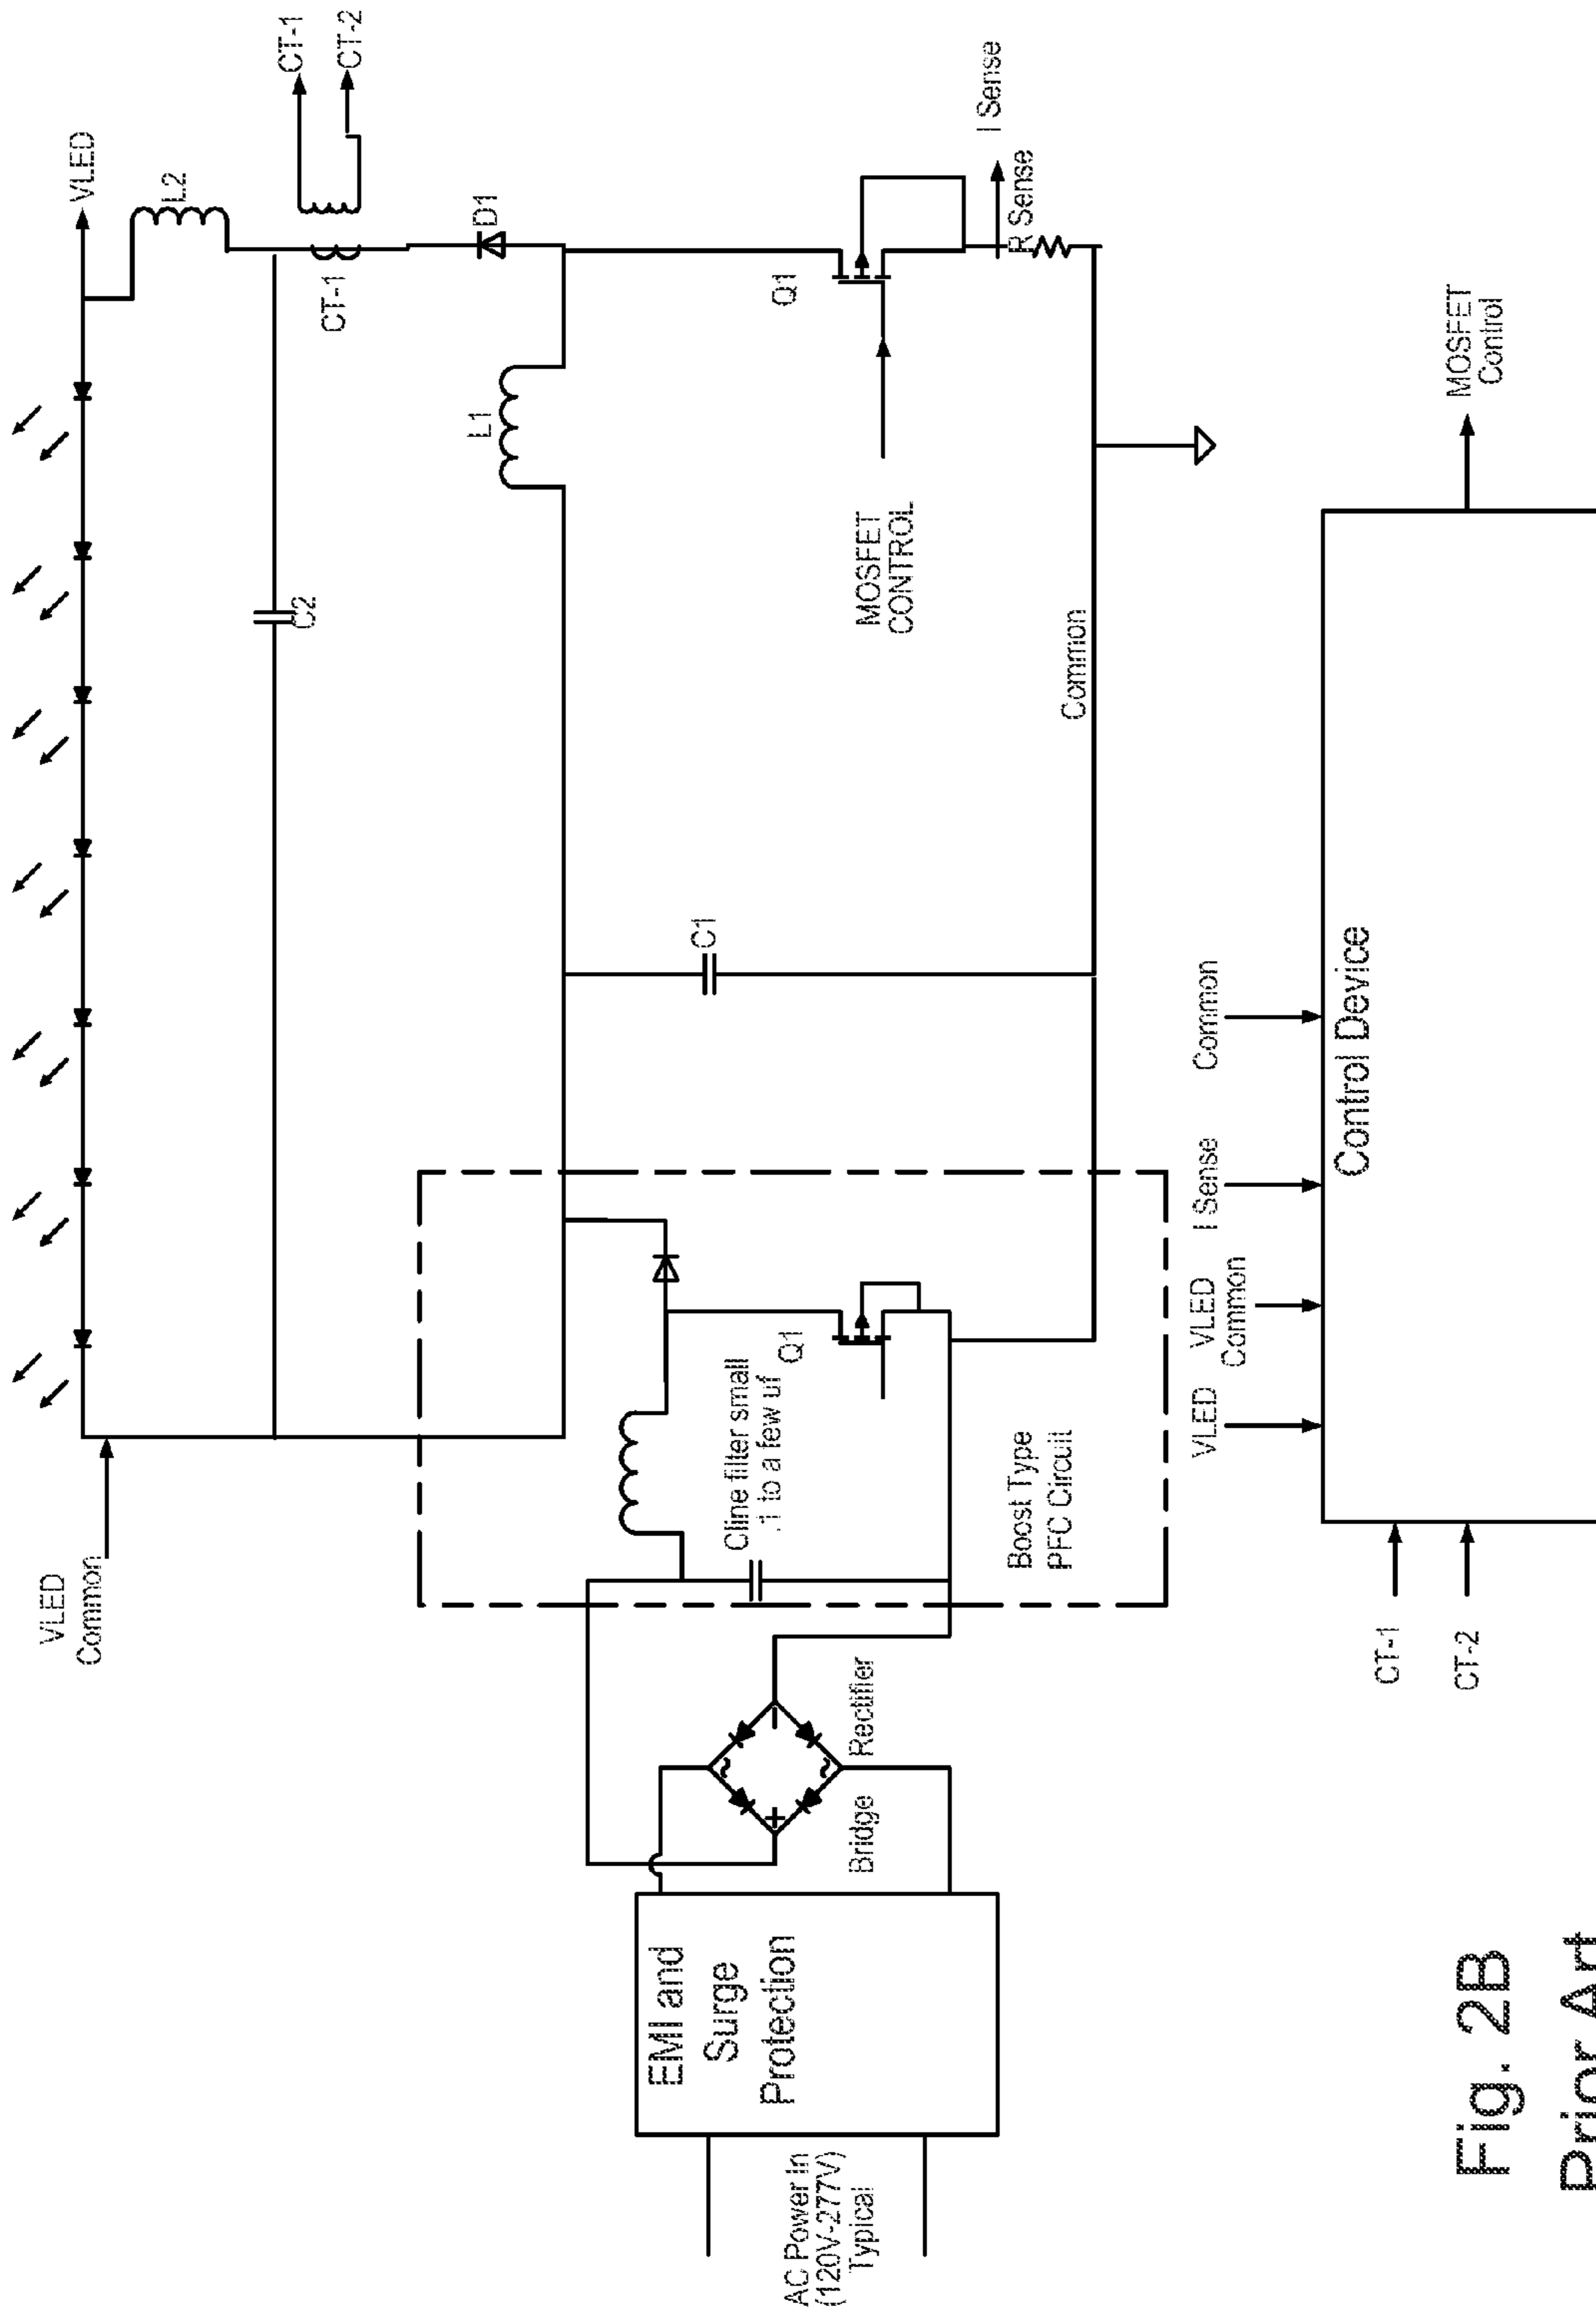 VLED
Common
VLED
L2
CT-1
CT-2
CT-1
D1
L1
C2
C1
Q1
MOSFET
CONTROL
I Sense
R Sense
Common
EMI and
Surge
Protection
AC Power In
(120V-277V)
Typical
Bridge
Rectifier
+
-
~
~
Cline filter small
.1 to a few uf
Q1
Boost Type
PFC Circuit
VLED
VLED
Common
I Sense
Common
CT-1
CT-2
Control Device
MOSFET
Control
Fig. 2B
Prior Art